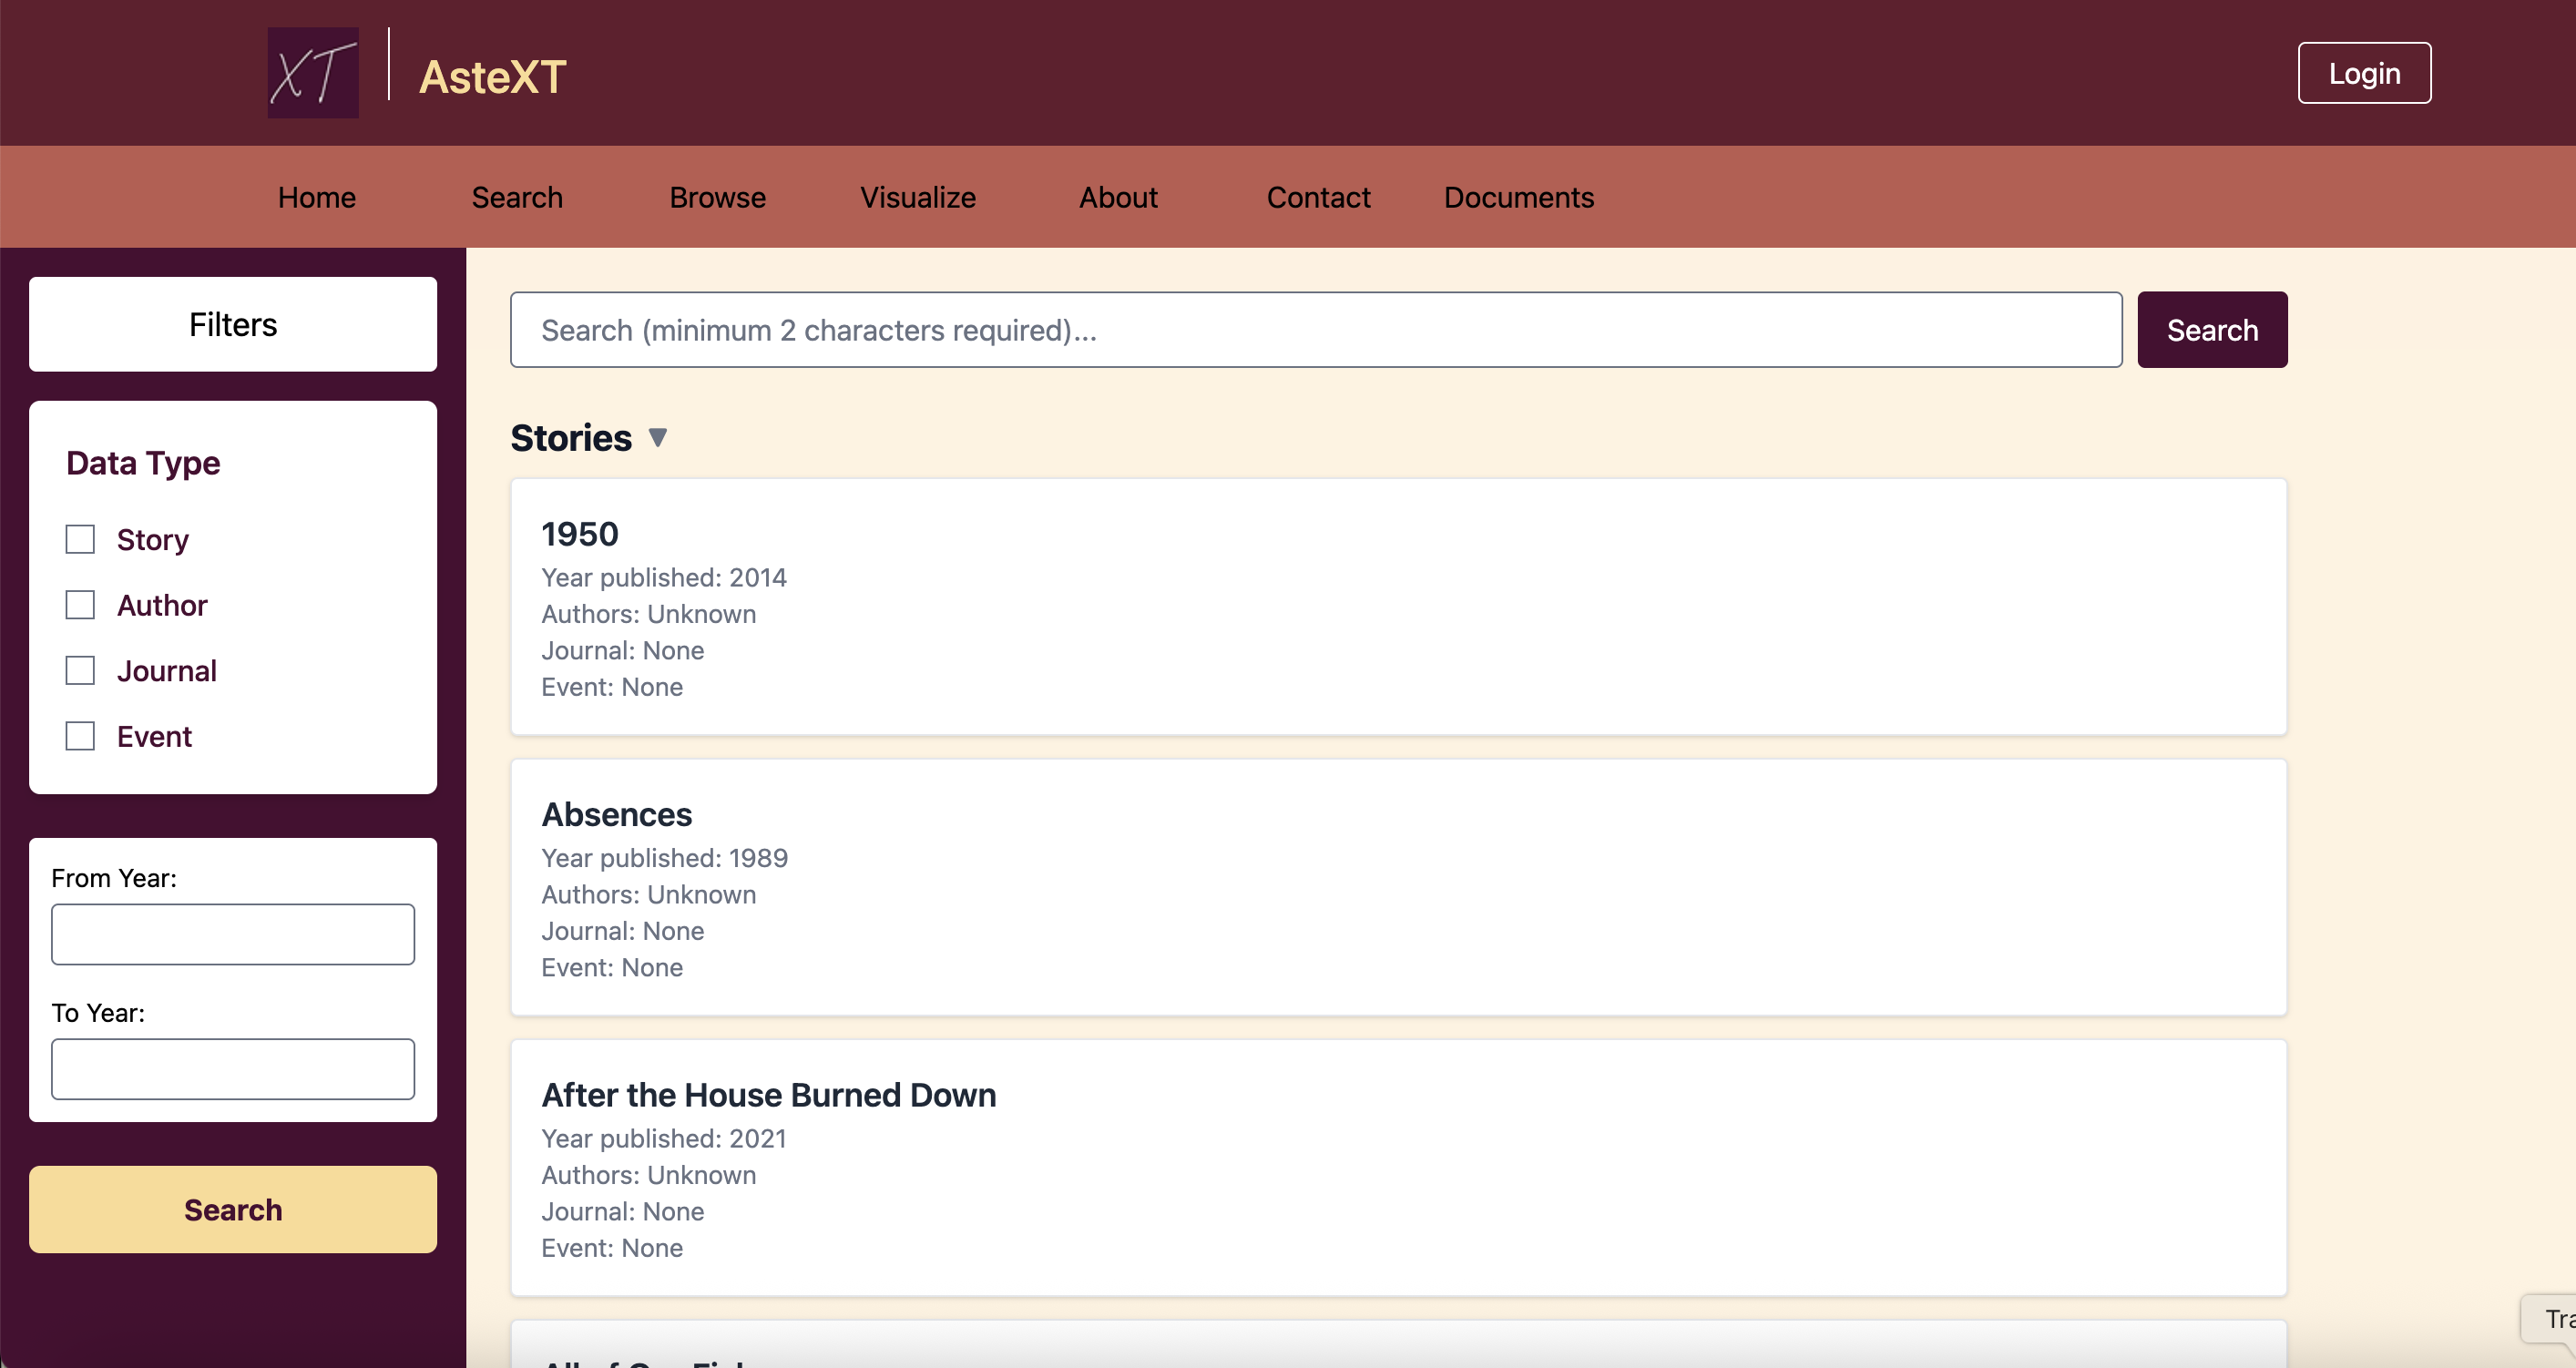 XT
AsteXT
Login
Home Search Browse Visualize About Contact Documents
Filters
Data Type
Story
Author
Journal
Event
From Year:
To Year:
Search
Search (minimum 2 characters required)...
Search
Stories
1950
Year published: 2014
Authors: Unknown
Journal: None
Event: None
Absences
Year published: 1989
Authors: Unknown
Journal: None
Event: None
After the House Burned Down
Year published: 2021
Authors: Unknown
Journal: None
Event: None